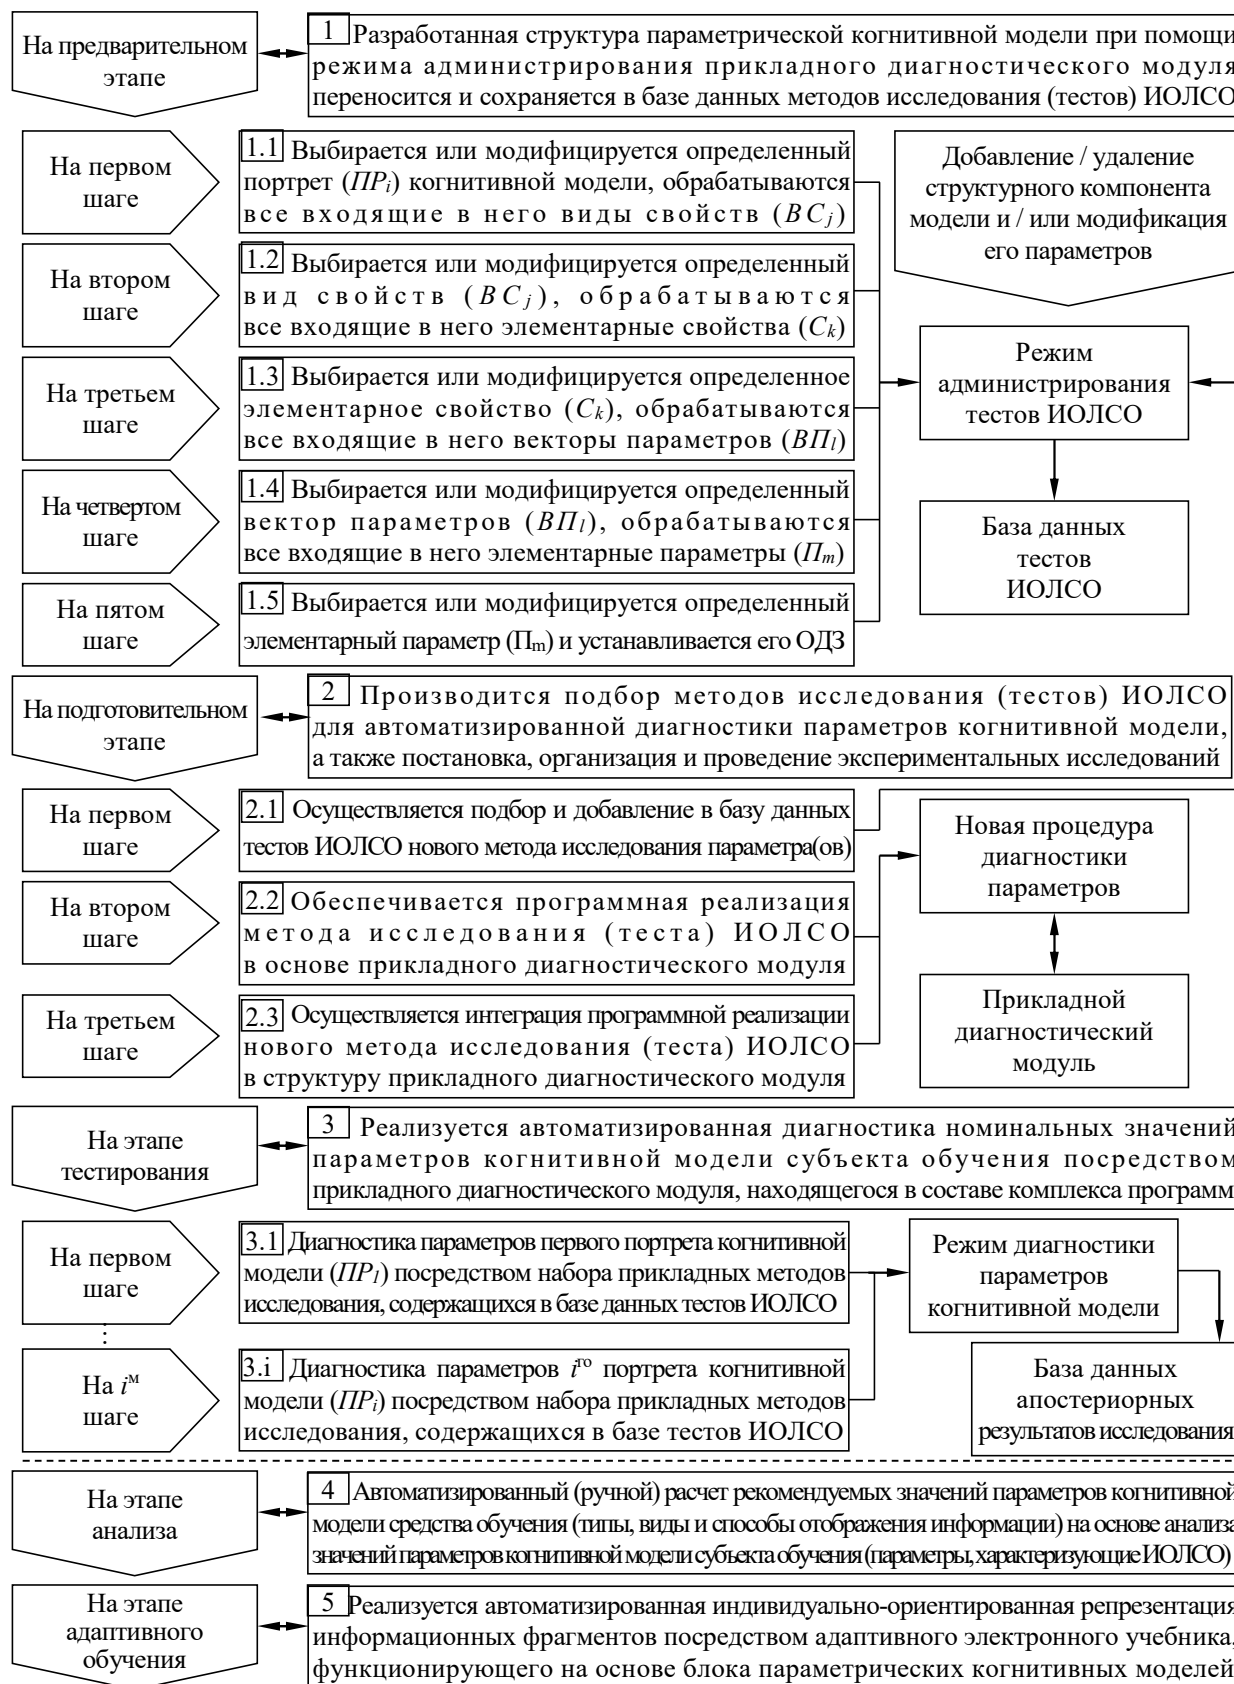 На предварительном
этапе
1 Разработанная структура параметрической когнитивной модели при помощи
режима администрирования прикладного диагностического модуля
переносится и сохраняется в базе данных методов исследования (тестов) ИОЛСО
На первом
шаге
1.1 Выбирается или модифицируется определенный
портрет (ПРi) когнитивной модели, обрабатываются
все входящие в него виды свойств (ВСj)
Добавление / удаление
структурного компонента
модели и / или модификация
его параметров
На втором
шаге
1.2 Выбирается или модифицируется определенный
вид свойств (ВСj), обрабатываются
все входящие в него элементарные свойства (Сk)
На третьем
шаге
1.3 Выбирается или модифицируется определенное
элементарное свойство (Сk), обрабатываются
все входящие в него векторы параметров (ВПl)
Режим
администрирования
тестов ИОЛСО
На четвертом
шаге
1.4 Выбирается или модифицируется определенный
вектор параметров (ВПl), обрабатываются
все входящие в него элементарные параметры (Пm)
База данных
тестов
ИОЛСО
На пятом
шаге
1.5 Выбирается или модифицируется определенный
элементарный параметр (Пm) и устанавливается его ОДЗ
На подготовительном
этапе
2 Производится подбор методов исследования (тестов) ИОЛСО
для автоматизированной диагностики параметров когнитивной модели,
а также постановка, организация и проведение экспериментальных исследований
На первом
шаге
2.1 Осуществляется подбор и добавление в базу данных
тестов ИОЛСО нового метода исследования параметра(ов)
Новая процедура
диагностики
параметров
На втором
шаге
2.2 Обеспечивается программная реализация
метода исследования (теста) ИОЛСО
в основе прикладного диагностического модуля
На третьем
шаге
2.3 Осуществляется интеграция программной реализации
нового метода исследования (теста) ИОЛСО
в структуру прикладного диагностического модуля
Прикладной
диагностический
модуль
На этапе
тестирования
3 Реализуется автоматизированная диагностика номинальных значений
параметров когнитивной модели субъекта обучения посредством
прикладного диагностического модуля, находящегося в составе комплекса программ
На первом
шаге
3.1 Диагностика параметров первого портрета когнитивной
модели (ПР1) посредством набора прикладных методов
исследования, содержащихся в базе данных тестов ИОЛСО
Режим диагностики
параметров
когнитивной модели
...
На iм
шаге
3.i Диагностика параметров iго портрета когнитивной
модели (ПРi) посредством набора прикладных методов
исследования, содержащихся в базе тестов ИОЛСО
База данных
апостериорных
результатов исследования
На этапе
анализа
4 Автоматизированный (ручной) расчет рекомендуемых значений параметров когнитивной
модели средства обучения (типы, виды и способы отображения информации) на основе анализа
значений параметров когнитивной модели субъекта обучения (параметры, характеризующие ИОЛСО)
На этапе
адаптивного
обучения
5 Реализуется автоматизированная индивидуально-ориентированная репрезентация
информационных фрагментов посредством адаптивного электронного учебника,
функционирующего на основе блока параметрических когнитивных моделей